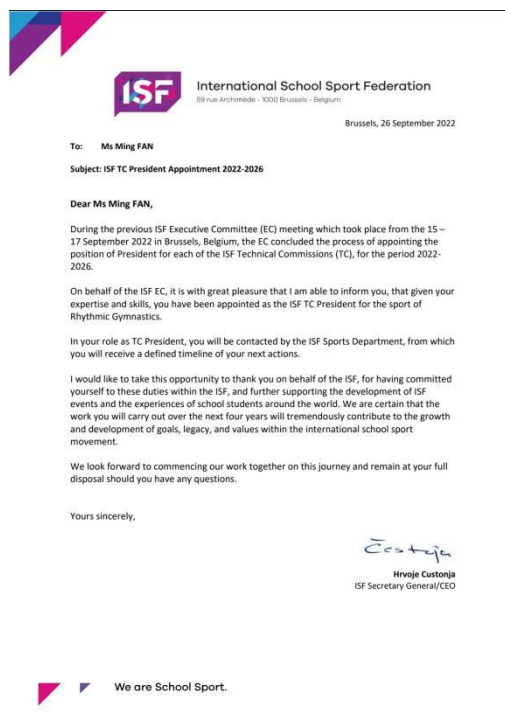 ISF
International School Sport Federation
59 rue Archimède - 1000 Brussels - Belgium
Brussels, 26 September 2022
To: Ms Ming FAN
Subject: ISF TC President Appointment 2022-2026
Dear Ms Ming FAN,
During the previous ISF Executive Committee (EC) meeting which took place from the 15 –
17 September 2022 in Brussels, Belgium, the EC concluded the process of appointing the
position of President for each of the ISF Technical Commissions (TC), for the period 2022-
2026.
On behalf of the ISF EC, it is with great pleasure that I am able to inform you, that given your
expertise and skills, you have been appointed as the ISF TC President for the sport of
Rhythmic Gymnastics.
In your role as TC President, you will be contacted by the ISF Sports Department, from which
you will receive a defined timeline of your next actions.
I would like to take this opportunity to thank you on behalf of the ISF, for having committed
yourself to these duties within the ISF, and further supporting the development of ISF
events and the experiences of school students around the world. We are certain that the
work you will carry out over the next four years will tremendously contribute to the growth
and development of goals, legacy, and values within the international school sport
movement.
We look forward to commencing our work together on this journey and remain at your full
disposal should you have any questions.
Yours sincerely,
Hrvoje Custonja
ISF Secretary General/CEO
We are School Sport.